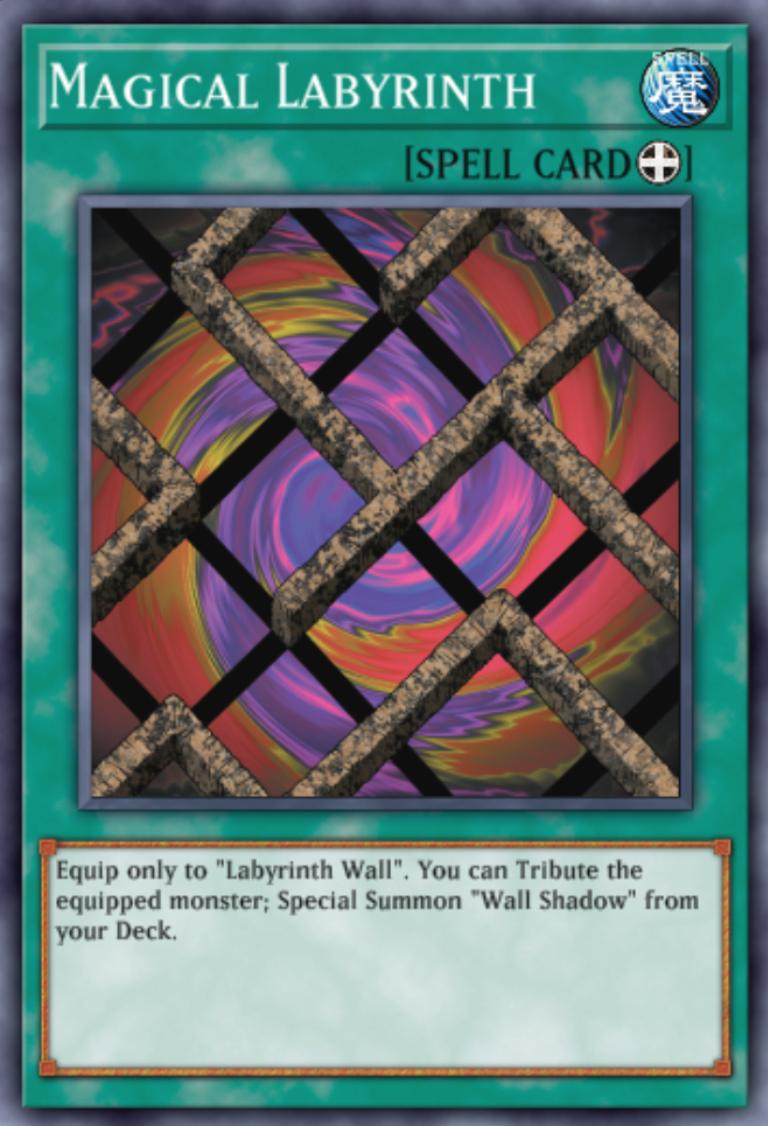 Magical Labyrinth
SPELL
魔
[SPELL CARD]
Equip only to "Labyrinth Wall". You can Tribute the
equipped monster; Special Summon "Wall Shadow" from
your Deck.